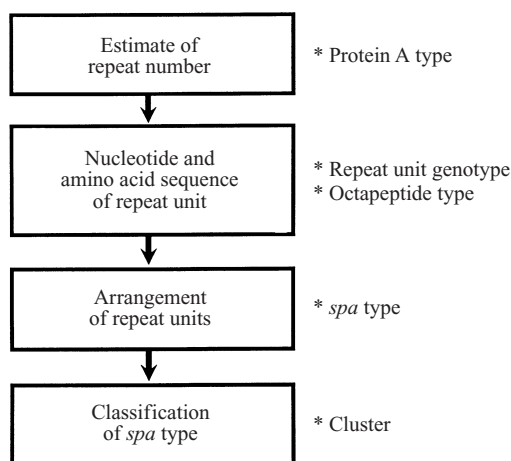 Estimate of
repeat number
* Protein A type
Nucleotide and
amino acid sequence
of repeat unit
* Repeat unit genotype
* Octapeptide type
Arrangement
of repeat units
* spa type
Classification
of spa type
* Cluster